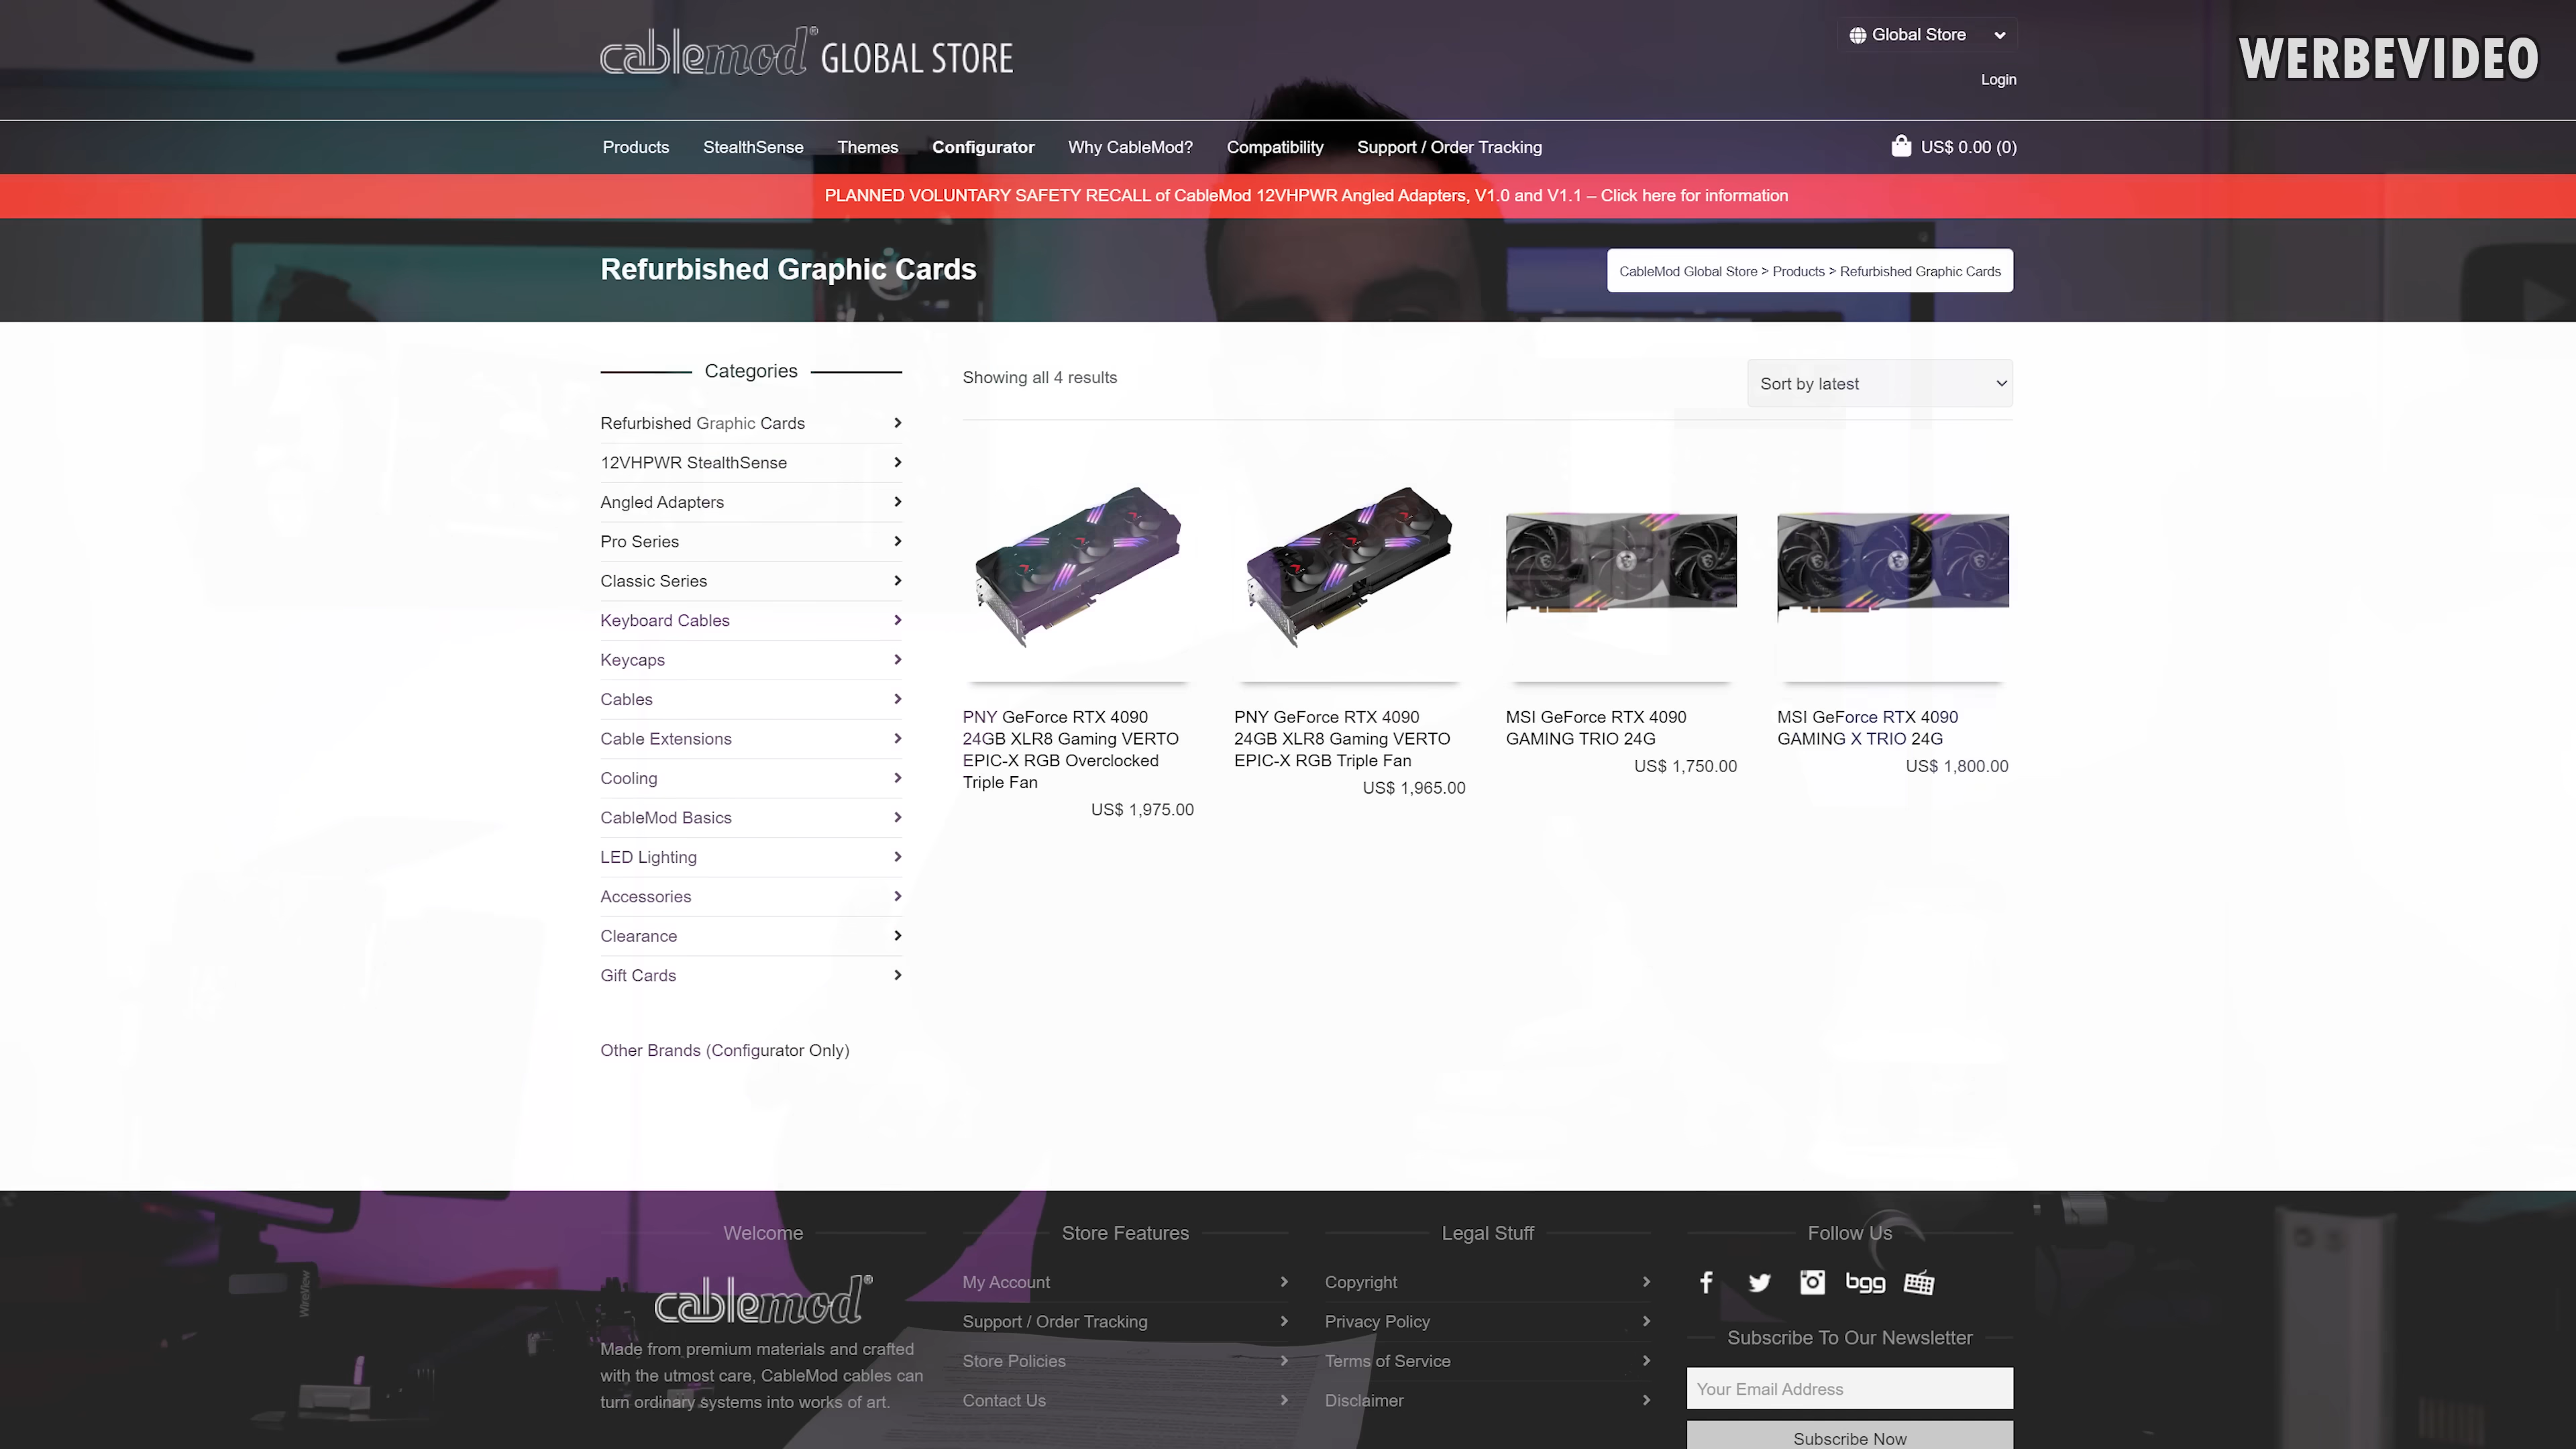 cablemod® GLOBAL STORE
Global Store
WERBEVIDEO
Login
Products StealthSense Themes Configurator Why CableMod? Compatibility Support / Order Tracking US$ 0.00 (0)
PLANNED VOLUNTARY SAFETY RECALL of CableMod 12VHPWR Angled Adapters, V1.0 and V1.1 – Click here for information
Refurbished Graphic Cards
CableMod Global Store > Products > Refurbished Graphic Cards
Categories
Refurbished Graphic Cards
12VHPWR StealthSense
Angled Adapters
Pro Series
Classic Series
Keyboard Cables
Keycaps
Cables
Cable Extensions
Cooling
CableMod Basics
LED Lighting
Accessories
Clearance
Gift Cards
Other Brands (Configurator Only)
Showing all 4 results
Sort by latest
PNY GeForce RTX 4090
24GB XLR8 Gaming VERTO
EPIC-X RGB Overclocked
Triple Fan
US$ 1,975.00
PNY GeForce RTX 4090
24GB XLR8 Gaming VERTO
EPIC-X RGB Triple Fan
US$ 1,965.00
MSI GeForce RTX 4090
GAMING TRIO 24G
US$ 1,750.00
MSI GeForce RTX 4090
GAMING X TRIO 24G
US$ 1,800.00
Welcome
cablemod®
Made from premium materials and crafted
with the utmost care, CableMod cables can
turn ordinary systems into works of art.
WireView
Store Features
My Account
Support / Order Tracking
Store Policies
Contact Us
Legal Stuff
Copyright
Privacy Policy
Terms of Service
Disclaimer
Follow Us
bgg
Subscribe To Our Newsletter
Your Email Address
Subscribe Now